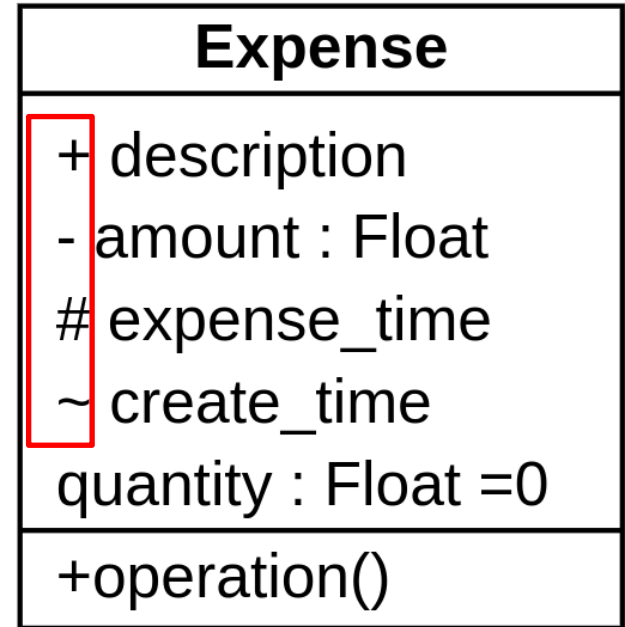 Expense
+ description
- amount : Float
# expense_time
~ create_time
quantity : Float =0
+operation()